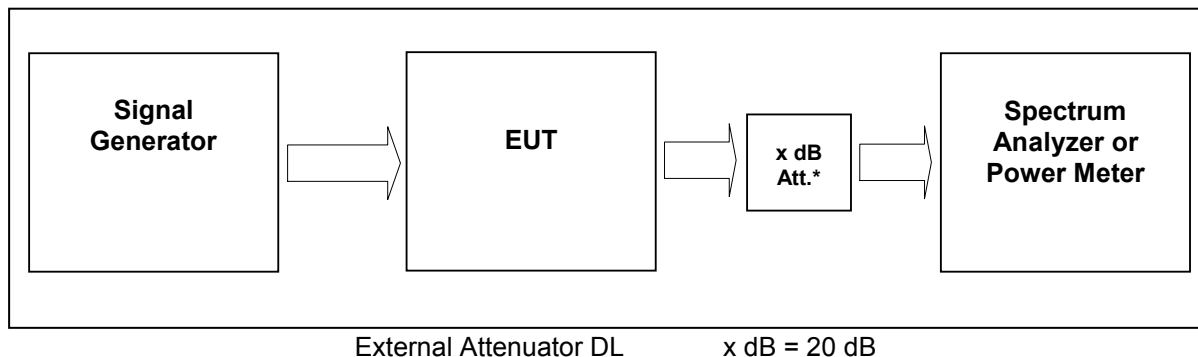 Signal
Generator
EUT
x dB
Att.*
Spectrum
Analyzer or
Power Meter
External Attenuator DL x dB = 20 dB